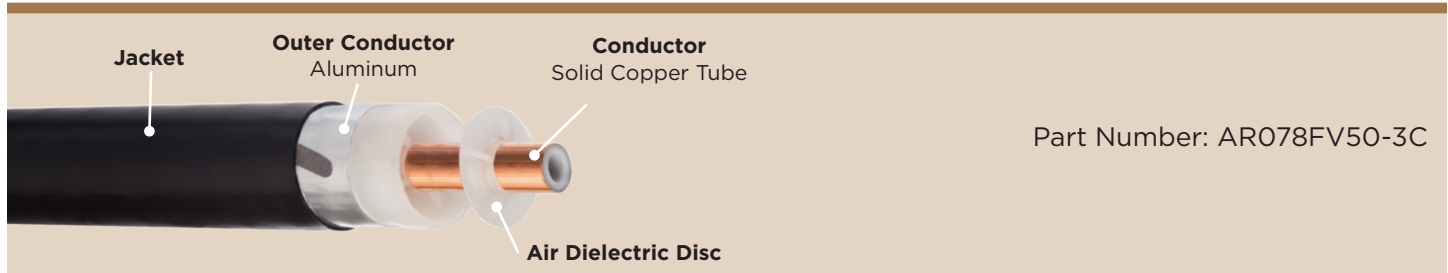 Jacket
Outer Conductor
Aluminum
Conductor
Solid Copper Tube
Part Number: AR078FV50-3C
Air Dielectric Disc